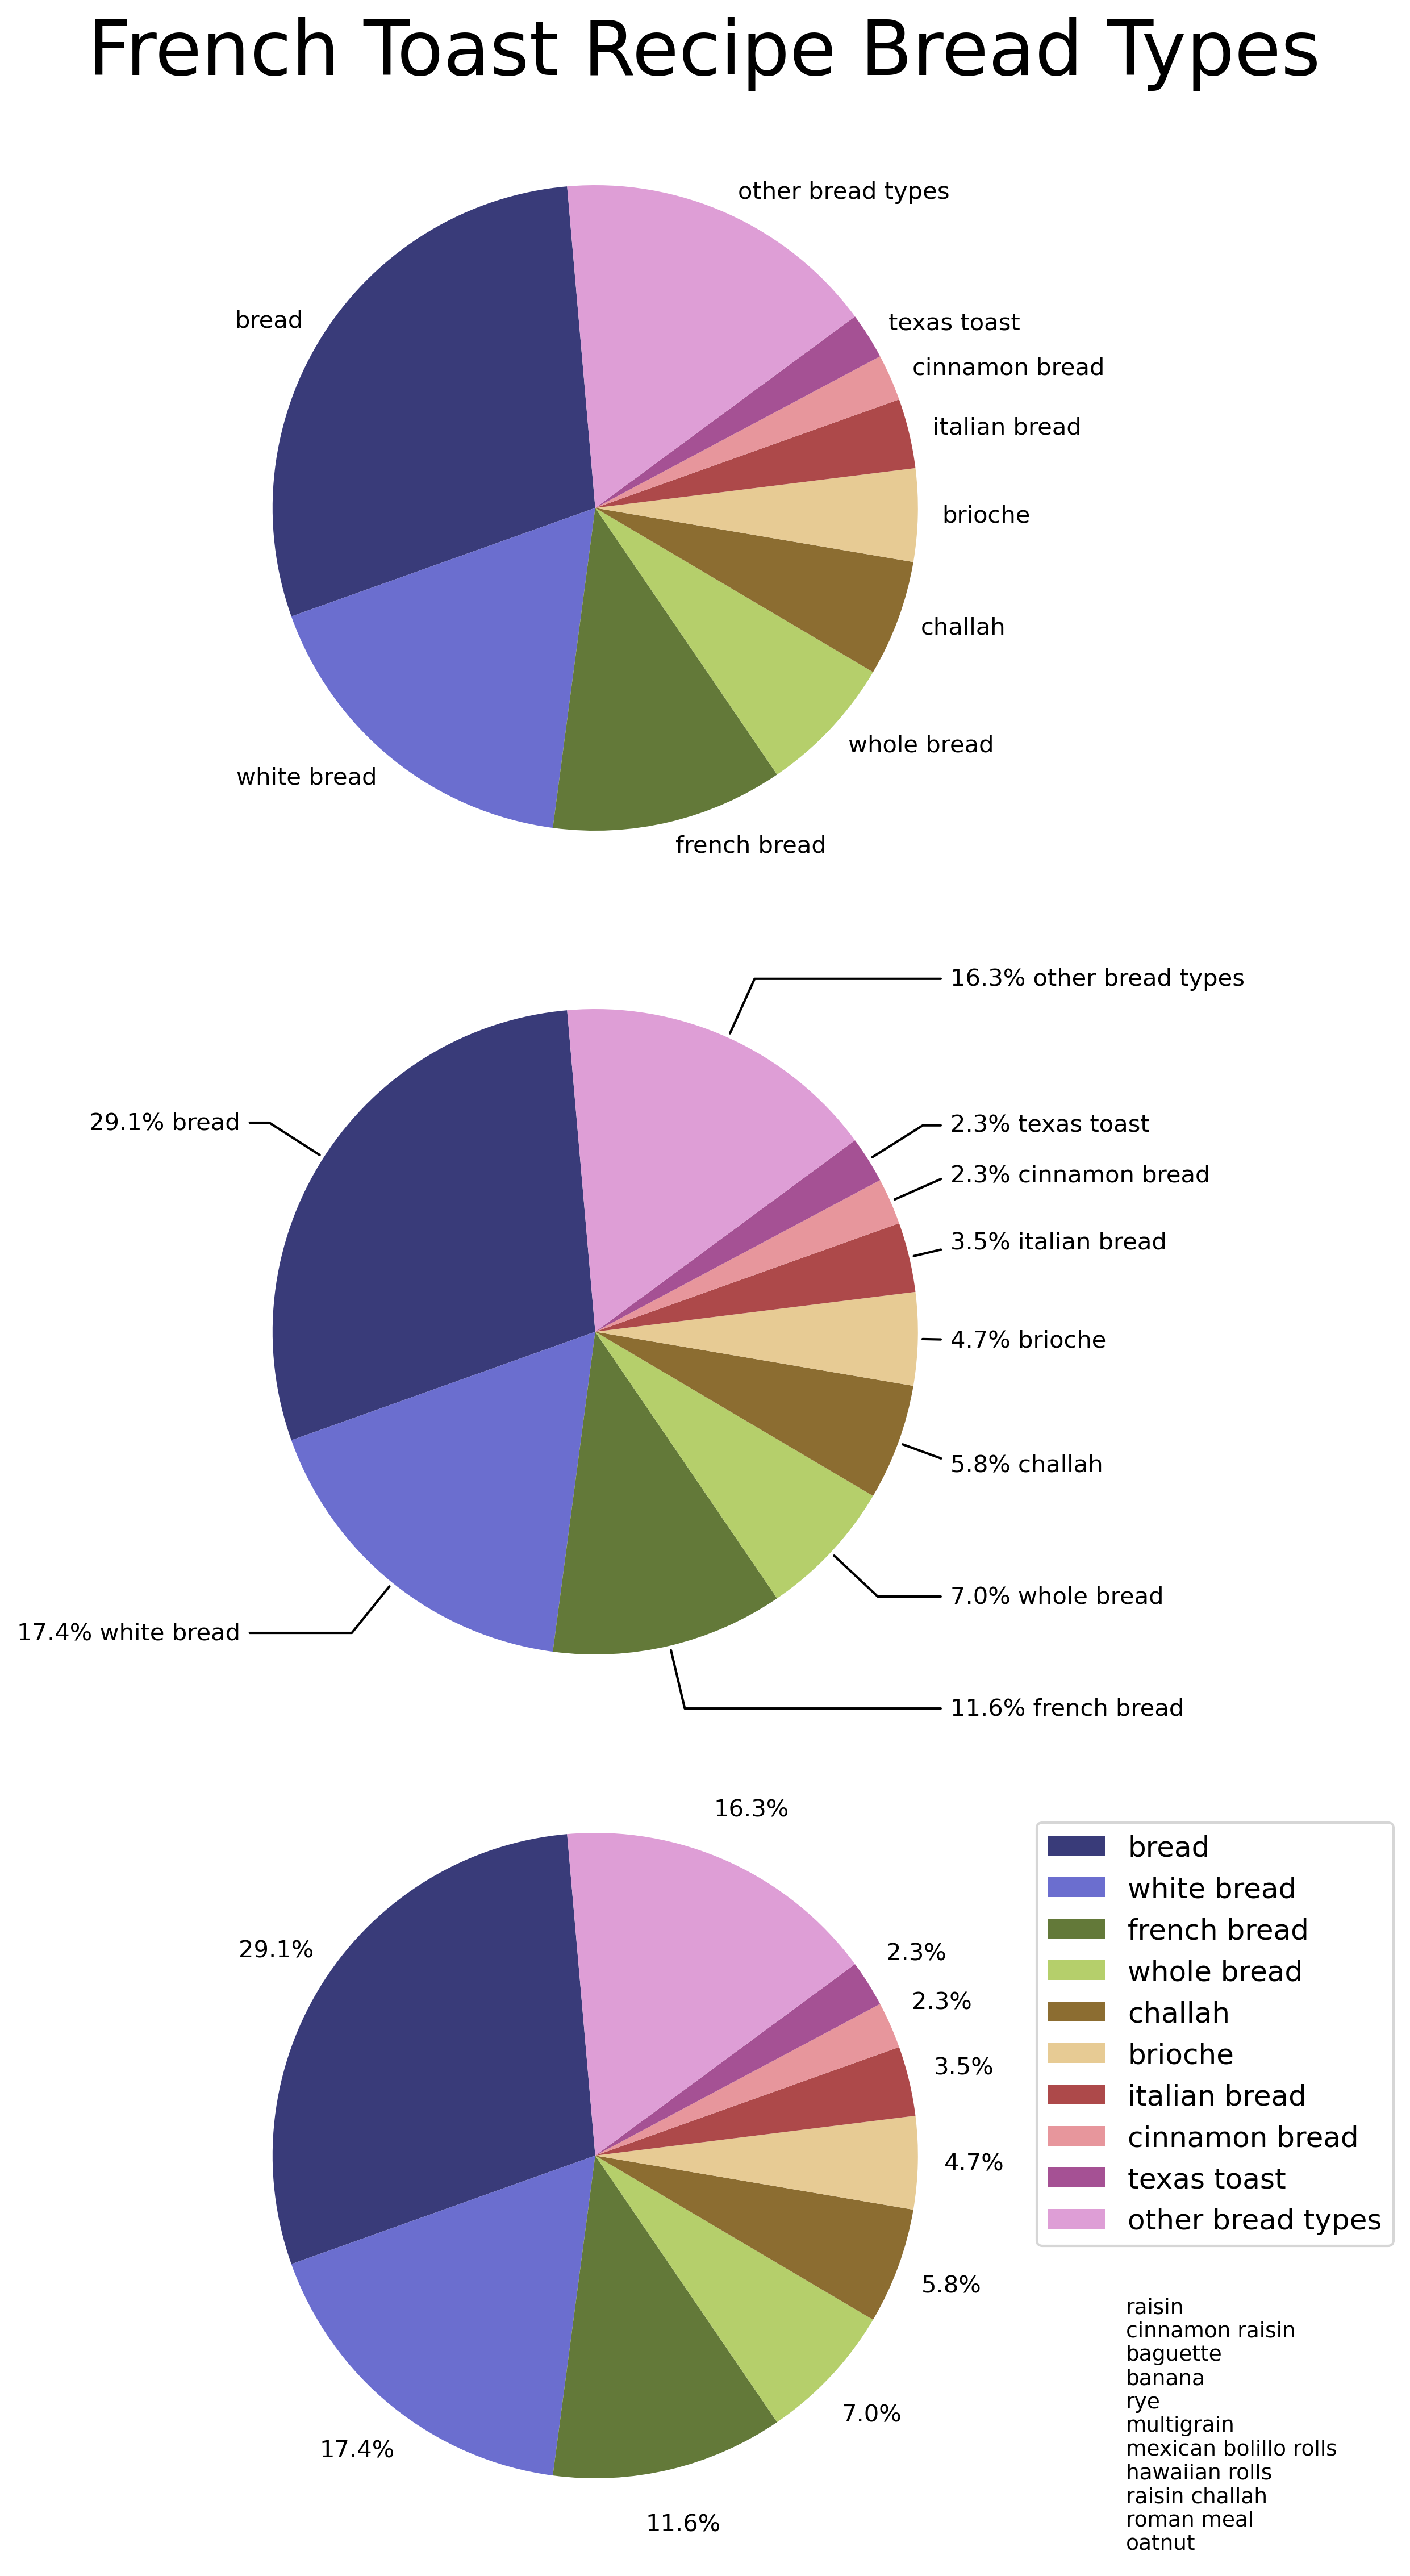 French Toast Recipe Bread Types
other bread types
bread
texas toast
cinnamon bread
italian bread
brioche
challah
whole bread
white bread
french bread
16.3% other bread types
29.1% bread
2.3% texas toast
2.3% cinnamon bread
3.5% italian bread
4.7% brioche
5.8% challah
7.0% whole bread
17.4% white bread
11.6% french bread
16.3%
29.1%
2.3%
2.3%
3.5%
4.7%
5.8%
7.0%
17.4%
11.6%
bread
white bread
french bread
whole bread
challah
brioche
italian bread
cinnamon bread
texas toast
other bread types
raisin
cinnamon raisin
baguette
banana
rye
multigrain
mexican bolillo rolls
hawaiian rolls
raisin challah
roman meal
oatnut